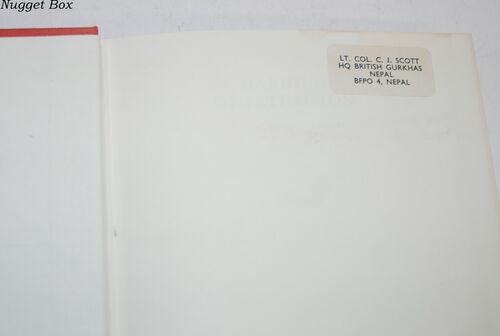 Nugget Box
LT. COL. C. J. SCOTT
HQ BRITISH GURKHAS
NEPAL
BFPO 4, NEPAL